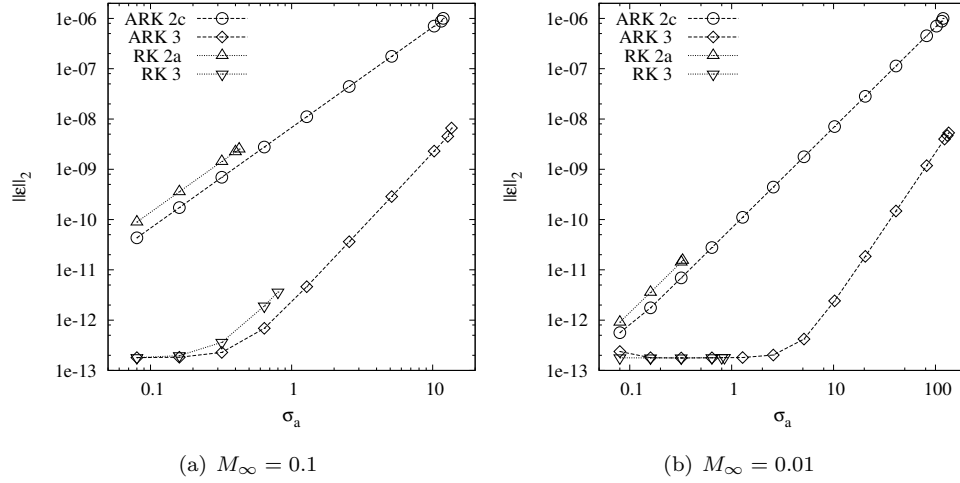 ARK 2c
ARK 3
RK 2a
RK 3
1e-06
1e-07
1e-08
1e-09
1e-10
1e-11
1e-12
1e-13
||ε||₂
0.1
1
10
σₐ
(a) M∞ = 0.1
ARK 2c
ARK 3
RK 2a
RK 3
1e-06
1e-07
1e-08
1e-09
1e-10
1e-11
1e-12
1e-13
||ε||₂
0.1
1
10
100
σₐ
(b) M∞ = 0.01